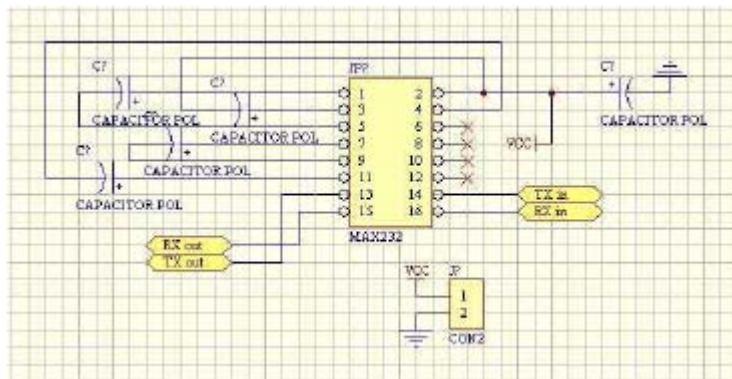 C?
CAPACITOR POL
C?
CAPACITOR POL
CAPACITOR POL
C?
CAPACITOR POL
1 2
3 4
5 6
7 8
9 10
11 12
13 14
15 16
MAX232
C?
CAPACITOR POL
VCC
TX in
RX in
RX out
TX out
VCC
JP
1
2
CON2